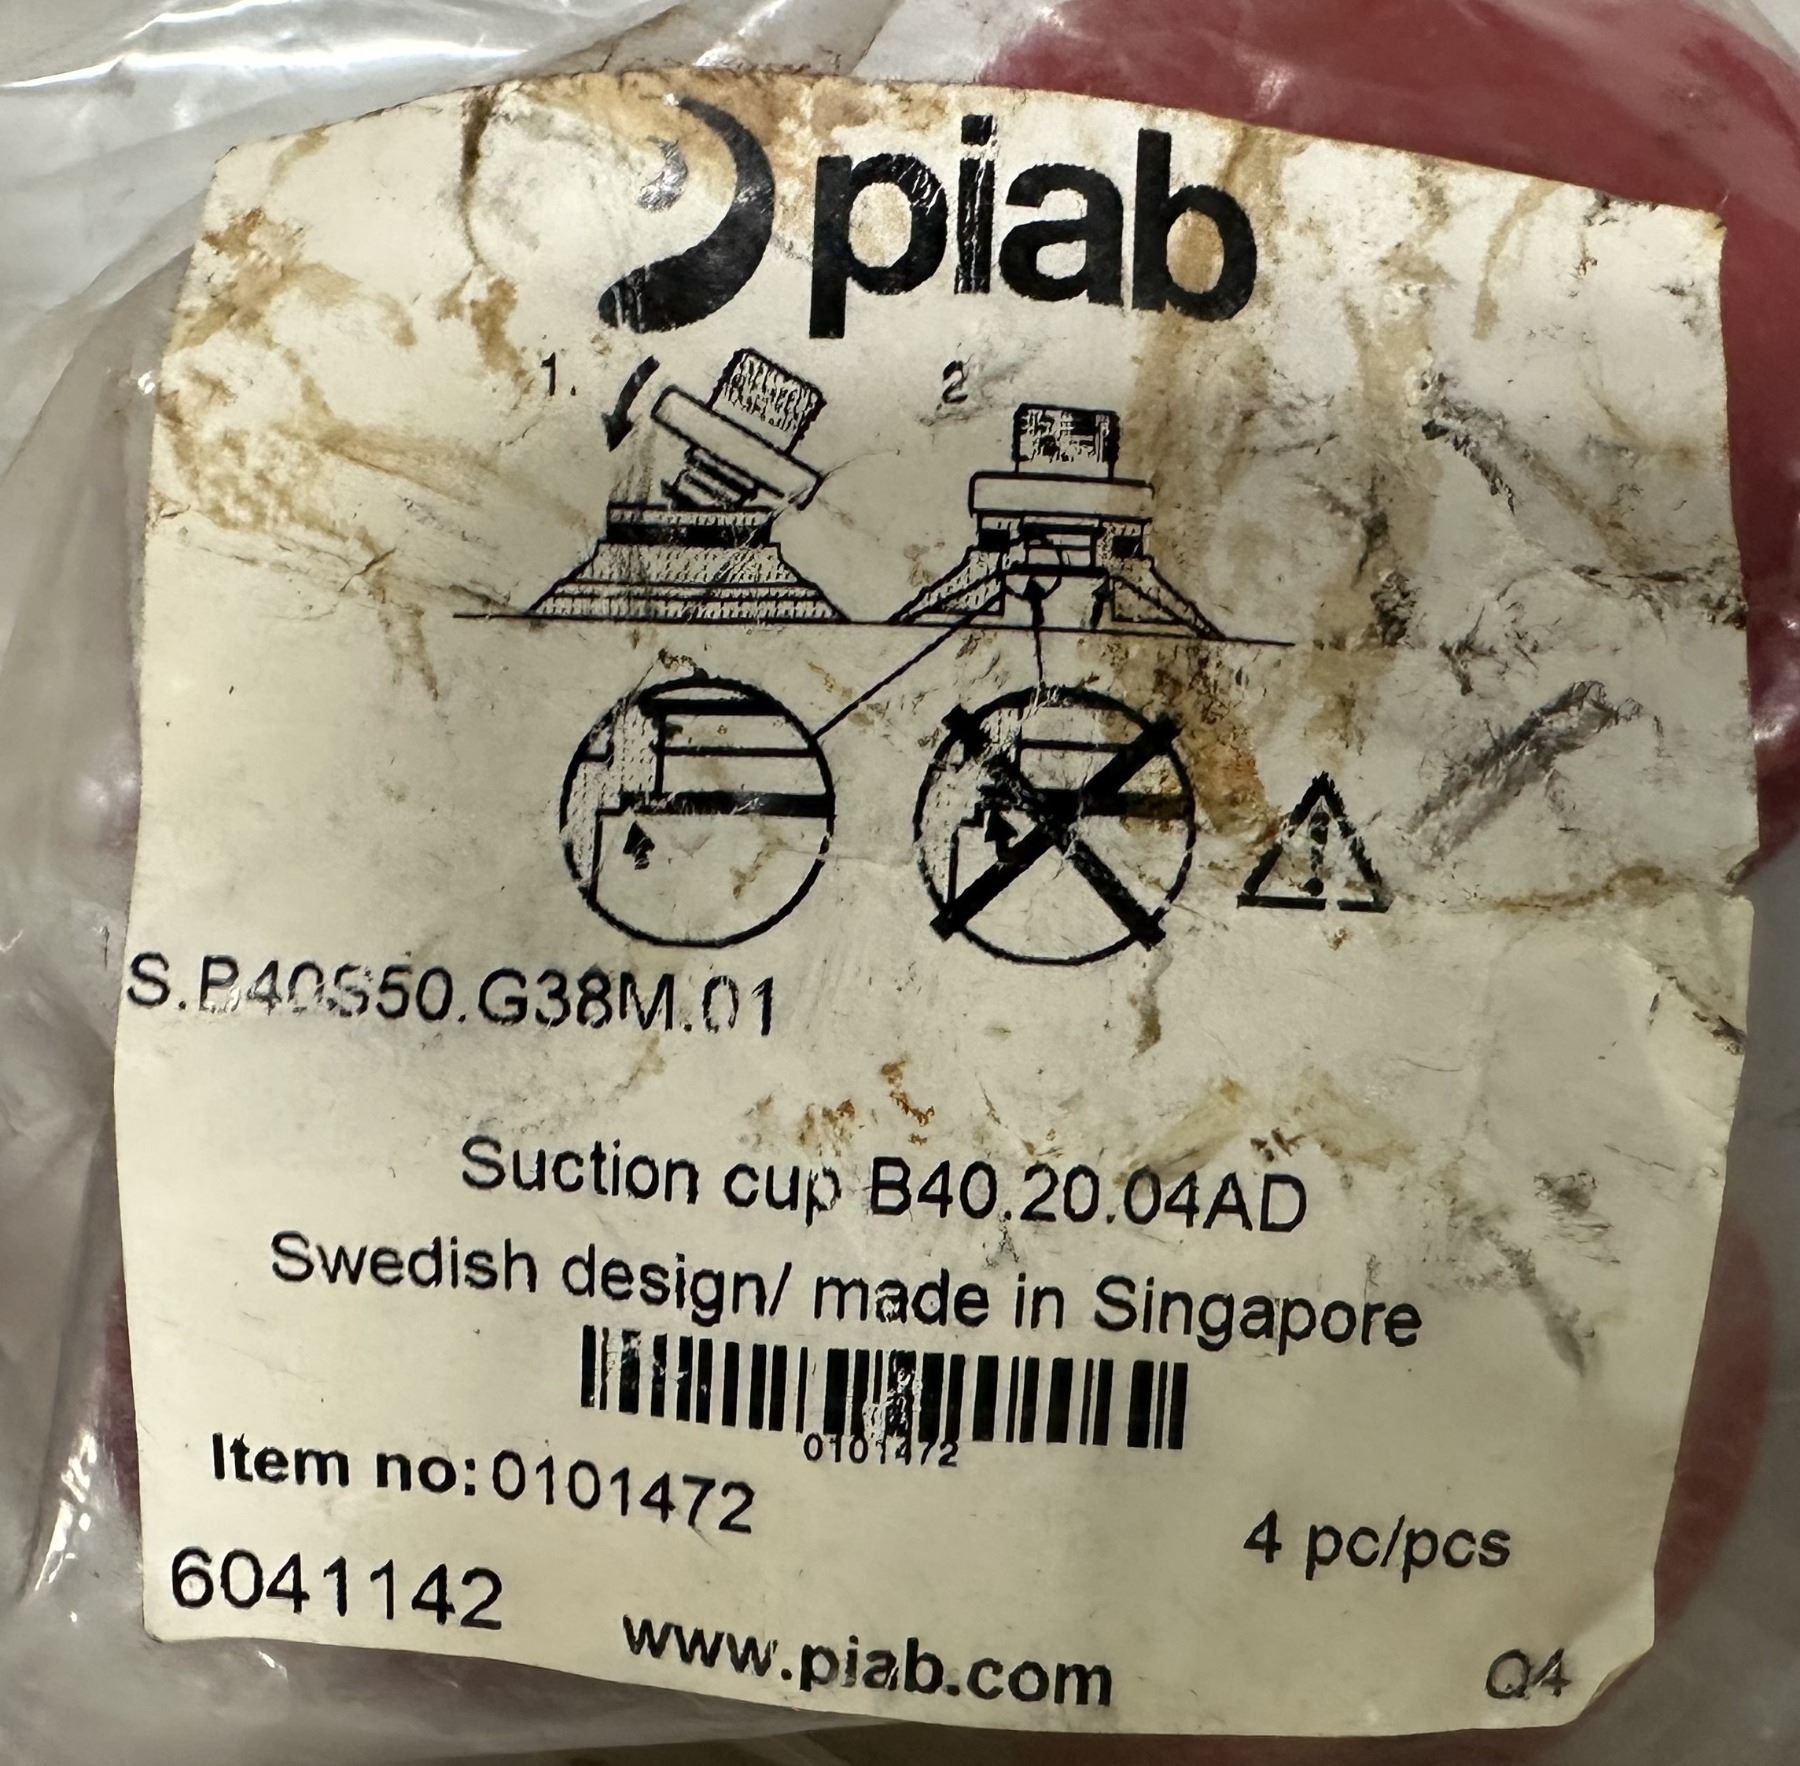 piab
1. 2
S.B40S50.G38M.01
Suction cup B40.20.04AD
Swedish design/ made in Singapore
0101472
Item no: 0101472
4 pc/pcs
6041142
www.piab.com
Q4